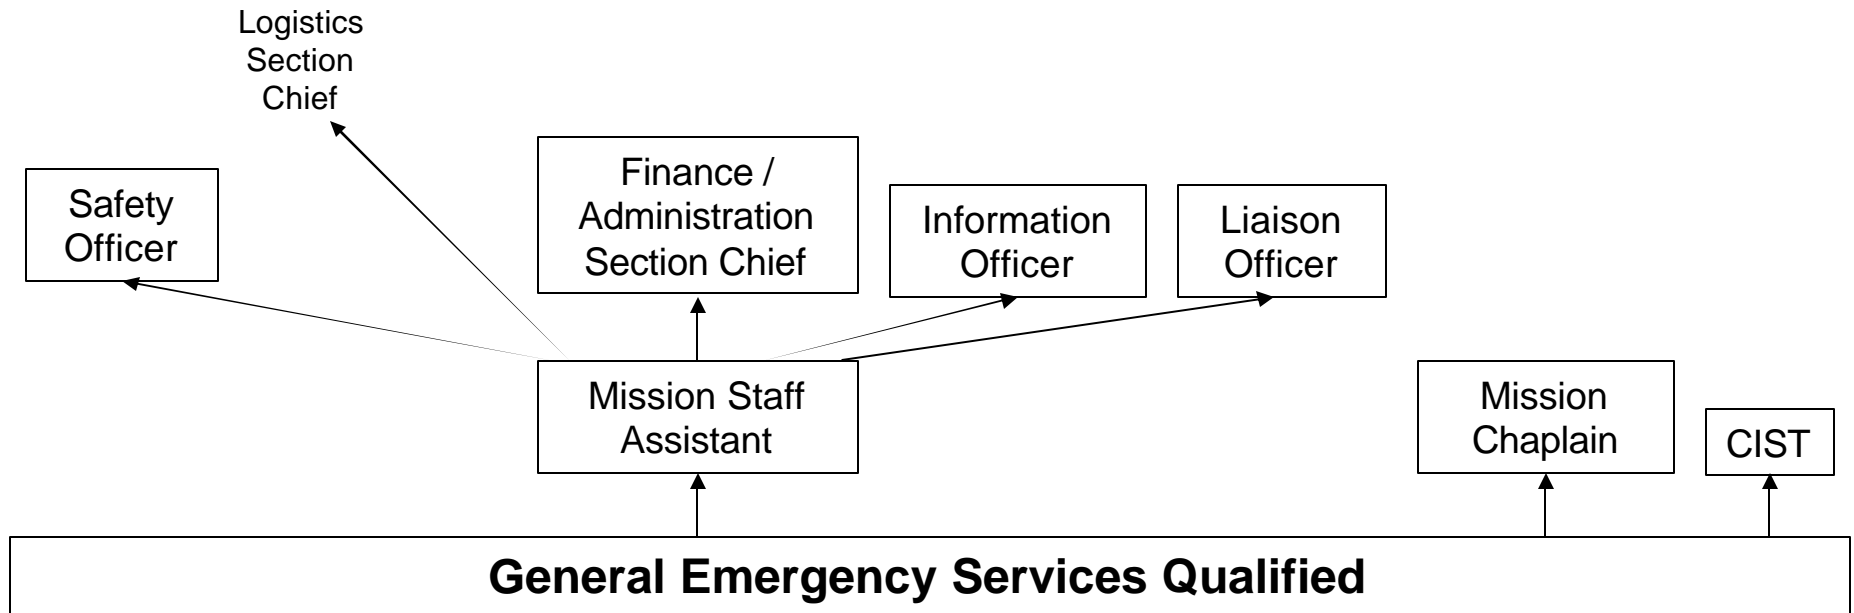 Logistics
Section
Chief
Safety
Officer
Finance /
Administration
Section Chief
Information
Officer
Liaison
Officer
Mission Staff
Assistant
Mission
Chaplain
CIST
General Emergency Services Qualified